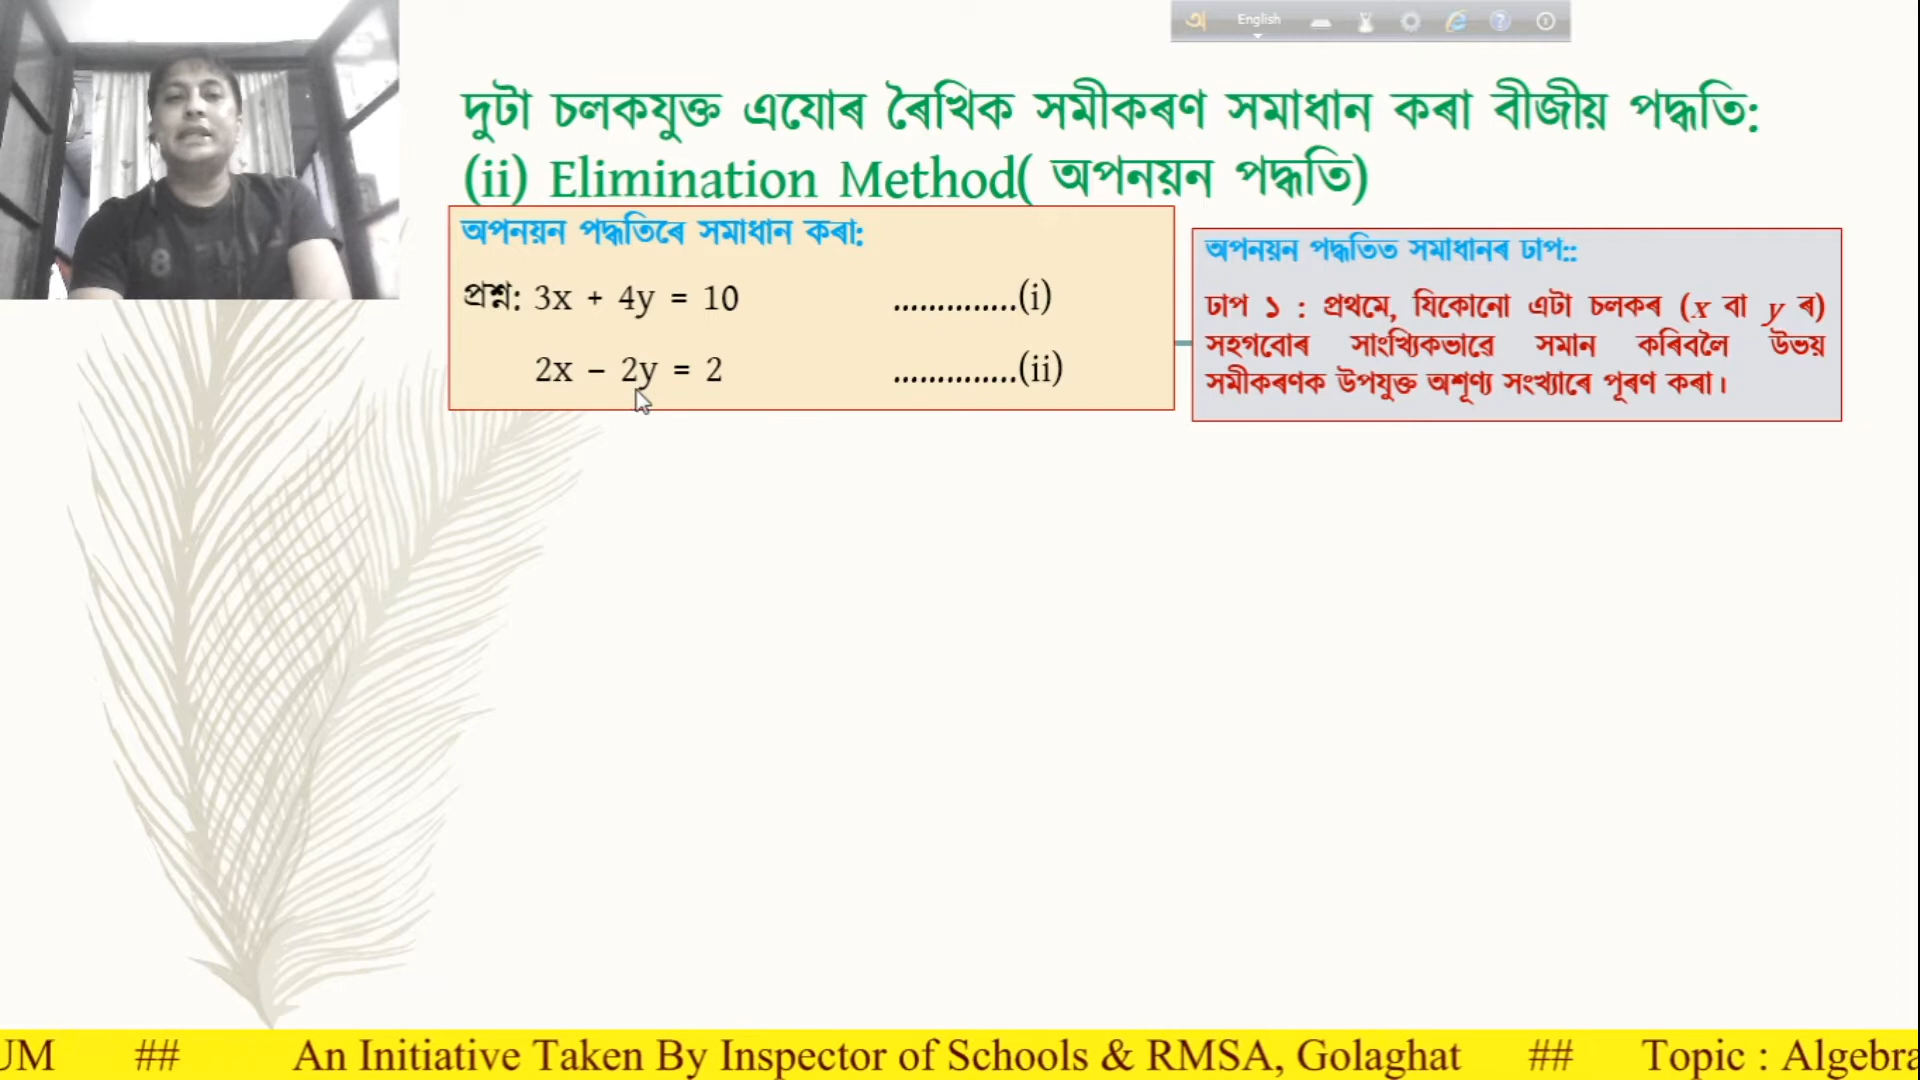 English
দুটা চলকযুক্ত এযোৰ ৰৈখিক সমীকৰণ সমাধান কৰা বীজীয় পদ্ধতি:
(ii) Elimination Method( অপনয়ন পদ্ধতি)
অপনয়ন পদ্ধতিৰে সমাধান কৰা:
প্ৰশ্ন: 3x + 4y = 10 ..............(i)
2x − 2y = 2 ..............(ii)
অপনয়ন পদ্ধতিত সমাধানৰ ঢাপ::
ঢাপ ১ : প্ৰথমে, যিকোনো এটা চলকৰ (x বা y ৰ)
সহগবোৰ সাংখ্যিকভাৱে সমান কৰিবলৈ উভয়
সমীকৰণক উপযুক্ত অশূণ্য সংখ্যাৰে পূৰণ কৰা।
UM ## An Initiative Taken By Inspector of Schools & RMSA, Golaghat ## Topic : Algebra